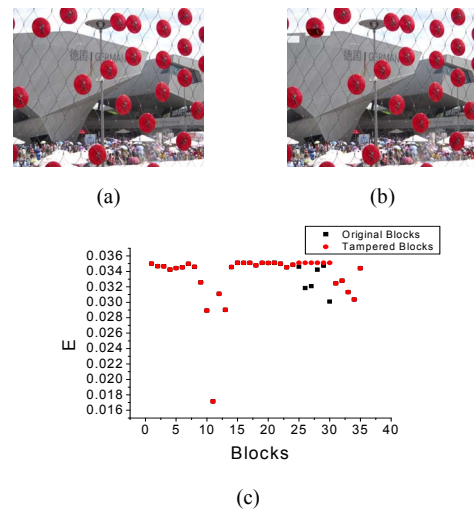 德国 GERMANY
德国 GERMANY
(a)
(b)
Original Blocks
Tampered Blocks
0.036
0.034
0.032
0.030
0.028
0.026
0.024
0.022
0.020
0.018
0.016
E
0 5 10 15 20 25 30 35 40
Blocks
(c)